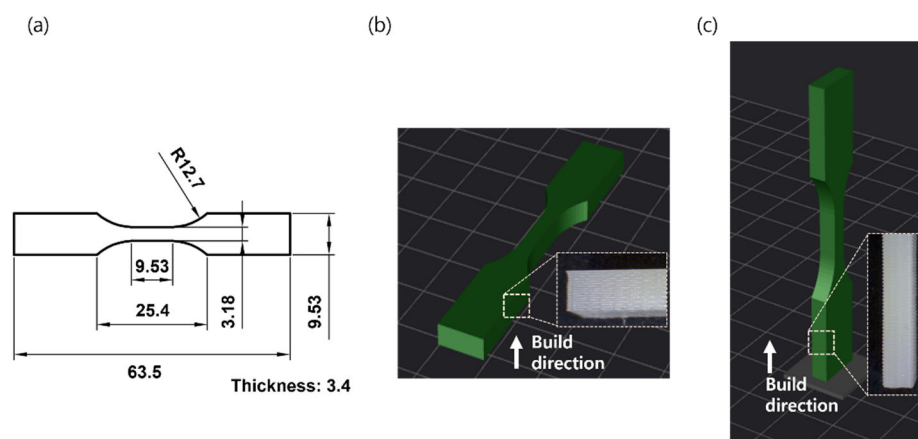 (a)
R12.7
9.53
25.4
3.18
9.53
63.5
Thickness: 3.4
(b)
Build
direction
(c)
Build
direction